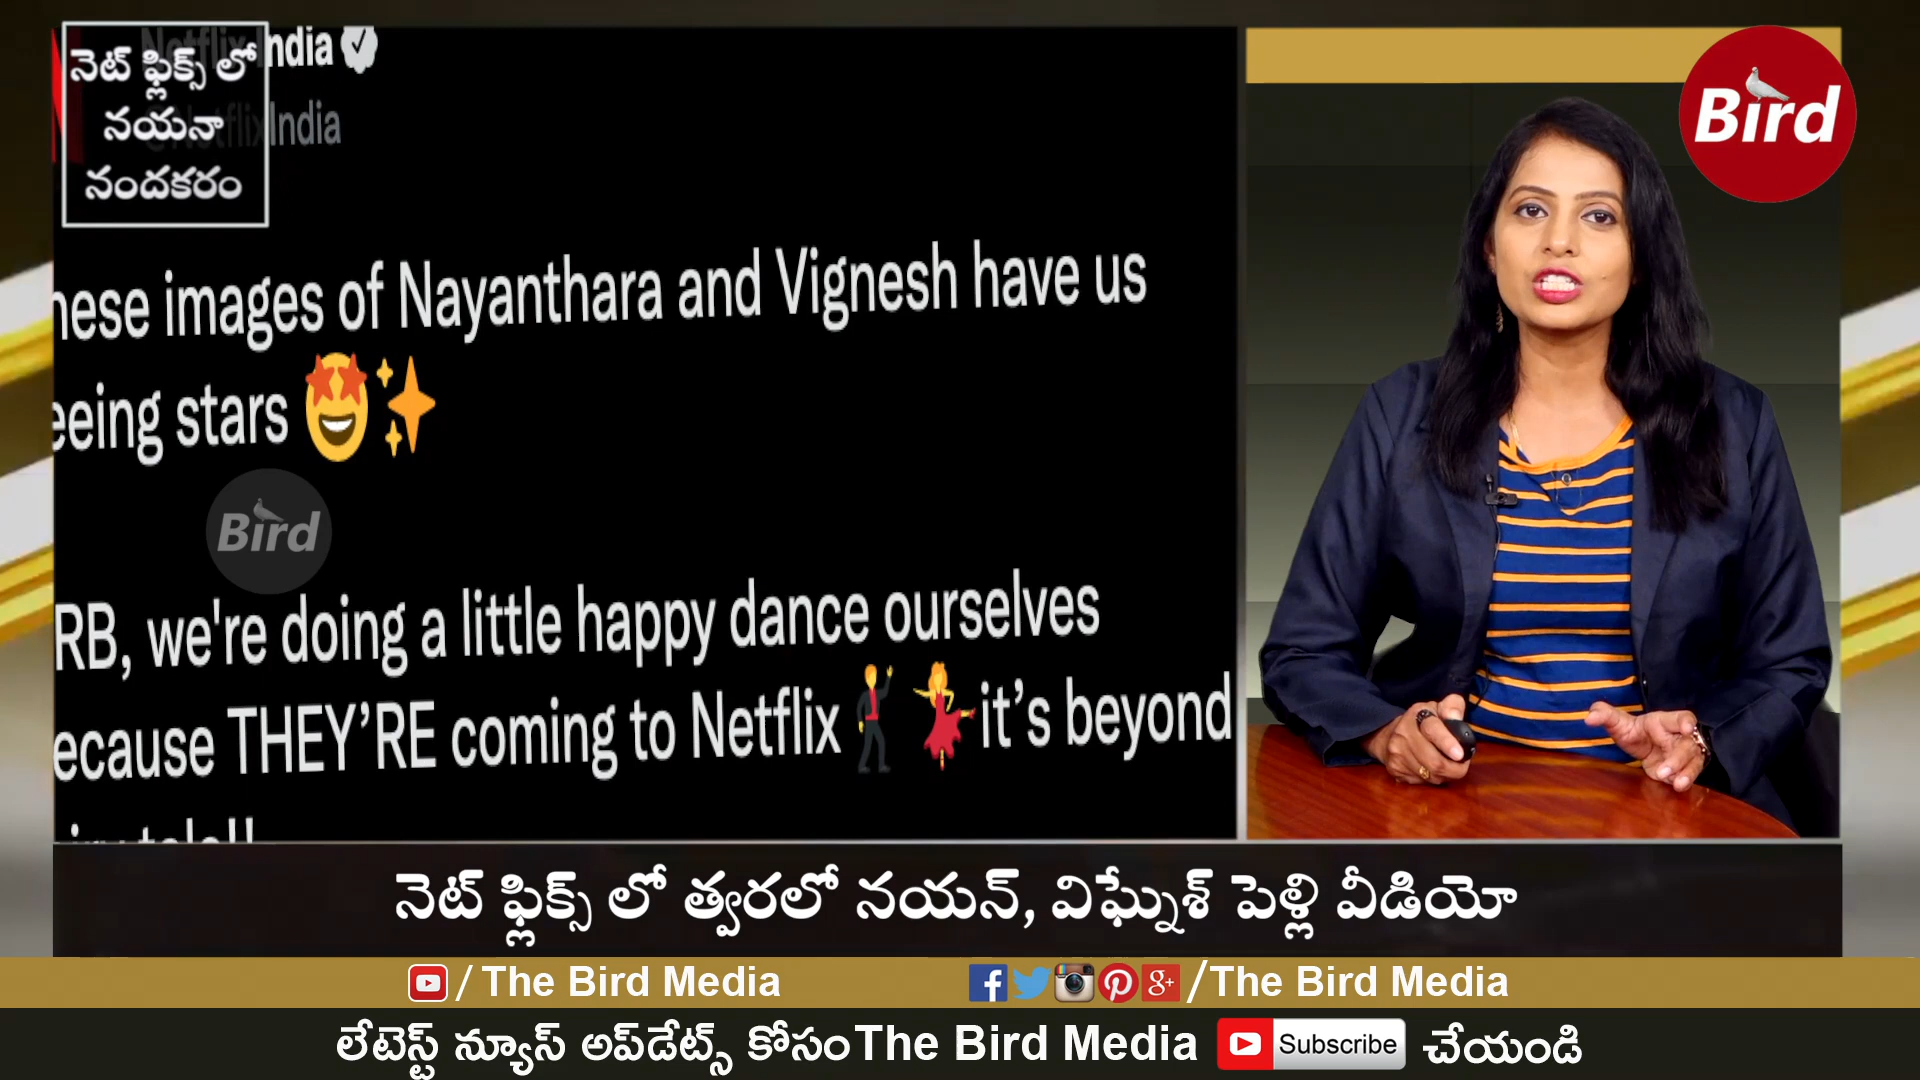 నెట్ ఫ్లిక్స్ లో
నయనా
నందకరం
India
India
hese images of Nayanthara and Vignesh have us
eeing stars 🤩✨
Bird
RB, we're doing a little happy dance ourselves
ecause THEY’RE coming to Netflix🕺💃it’s beyond
Bird
నెట్ ఫ్లిక్స్ లో త్వరలో నయన్, విఘ్నేశ్ పెళ్లి వీడియో
/ The Bird Media
/The Bird Media
లేటెస్ట్ న్యూస్ అప్‌డేట్స్ కోసం The Bird Media Subscribe చేయండి